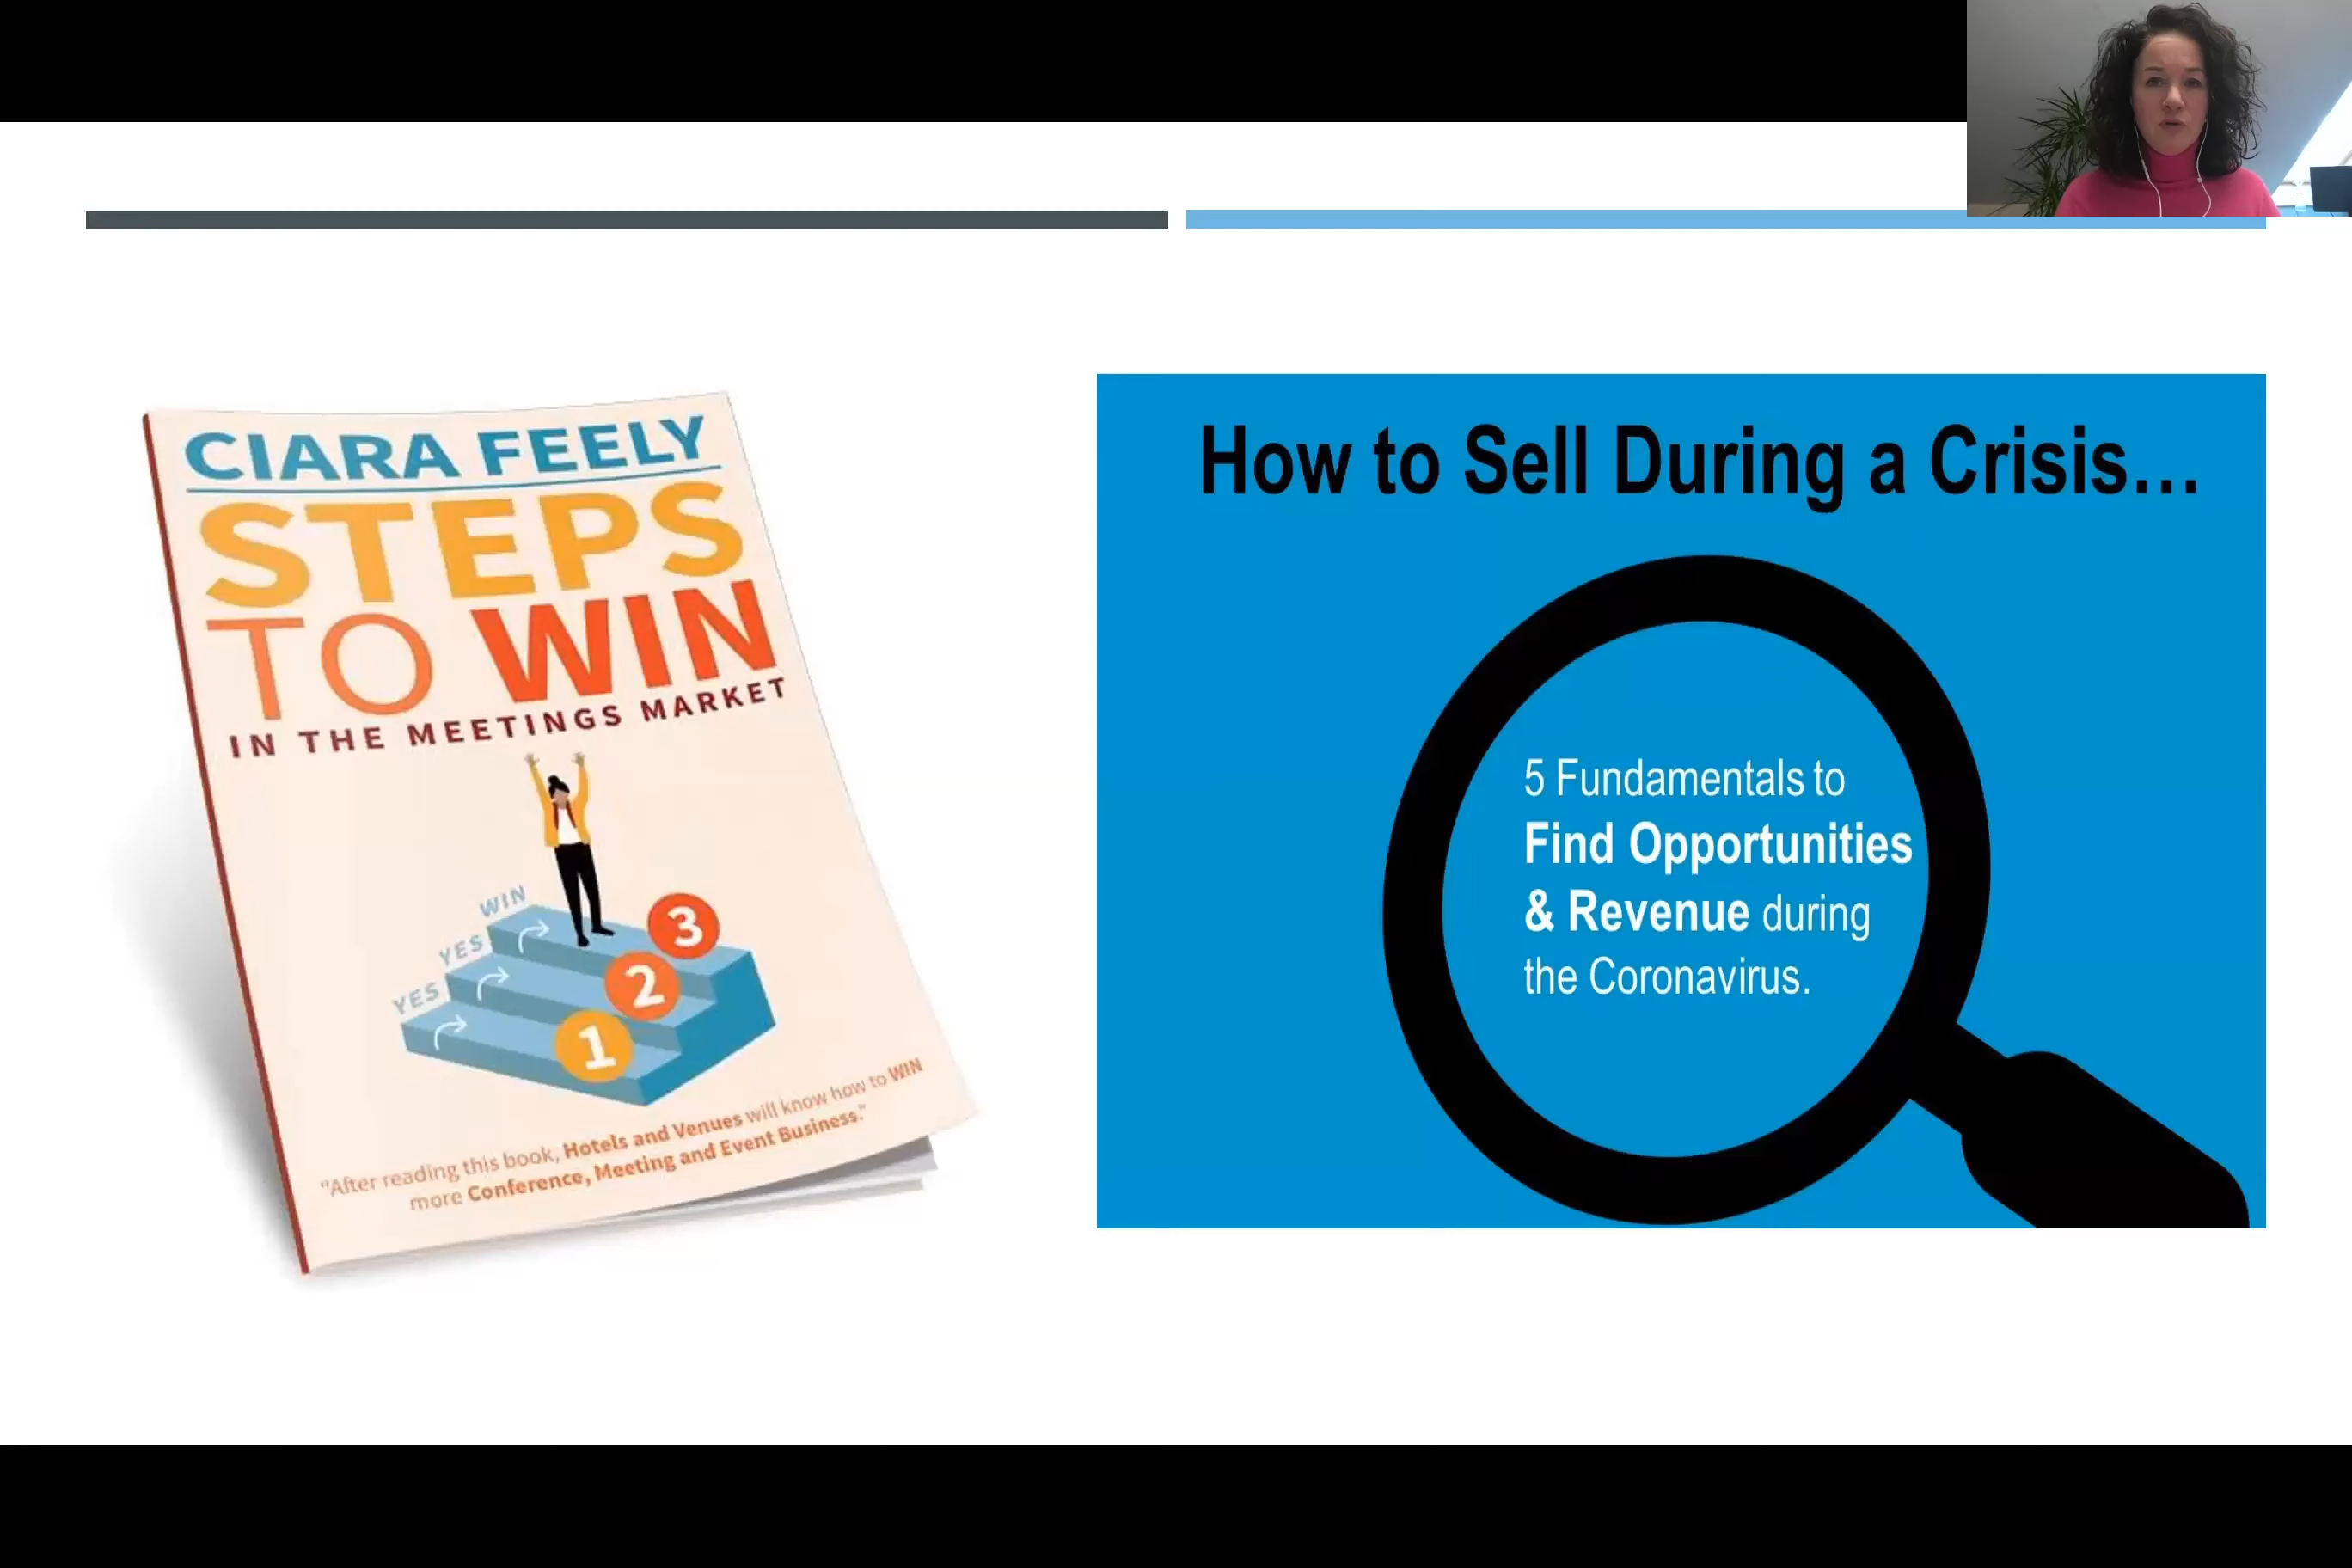 CIARA FEELY
STEPS
TO WIN
IN THE MEETINGS MARKET
WIN
YES
YES
3
2
1
“After reading this book, Hotels and Venues will know how to WIN
more Conference, Meeting and Event Business.”
How to Sell During a Crisis...
5 Fundamentals to
Find Opportunities
& Revenue during
the Coronavirus.